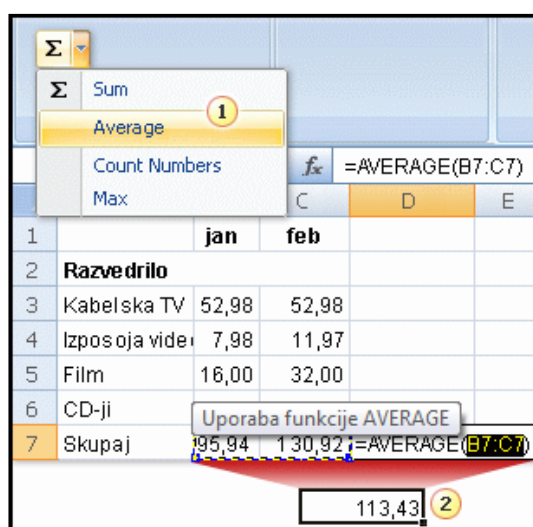 Σ
Σ Sum
Average 1
Count Numbers
Max
fx =AVERAGE(B7:C7)
C D E
1 jan feb
2 Razvedrilo
3 Kabelska TV 52,98 52,98
4 Izposoja vide 7,98 11,97
5 Film 16,00 32,00
6 CD-ji
Uporaba funkcije AVERAGE
7 Skupaj 95,94 130,92 =AVERAGE(B7:C7)
113,43 2